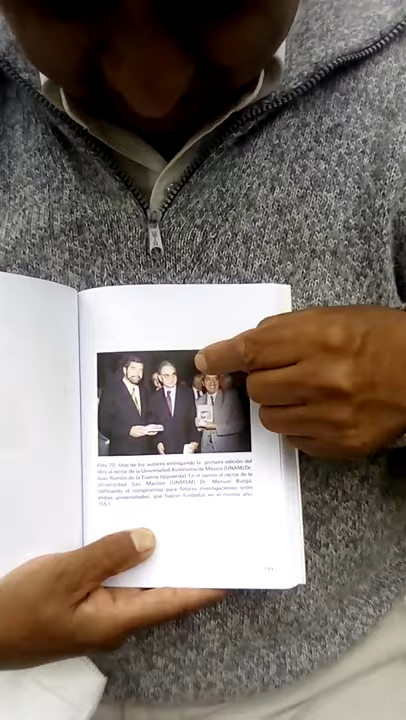 Foto 70. Uno de los autores entregando la primera edición del
libro al rector de la Universidad Autónoma de México (UNAM) Dr.
Juan Ramón de la Fuente (izquierda). En el centro el rector de la
Universidad San Marcos (UNMSM) Dr. Manuel Burga,
ratificando el compromiso para futuras investigaciones entre
ambas universidades, que fueron fundadas en el mismo año,